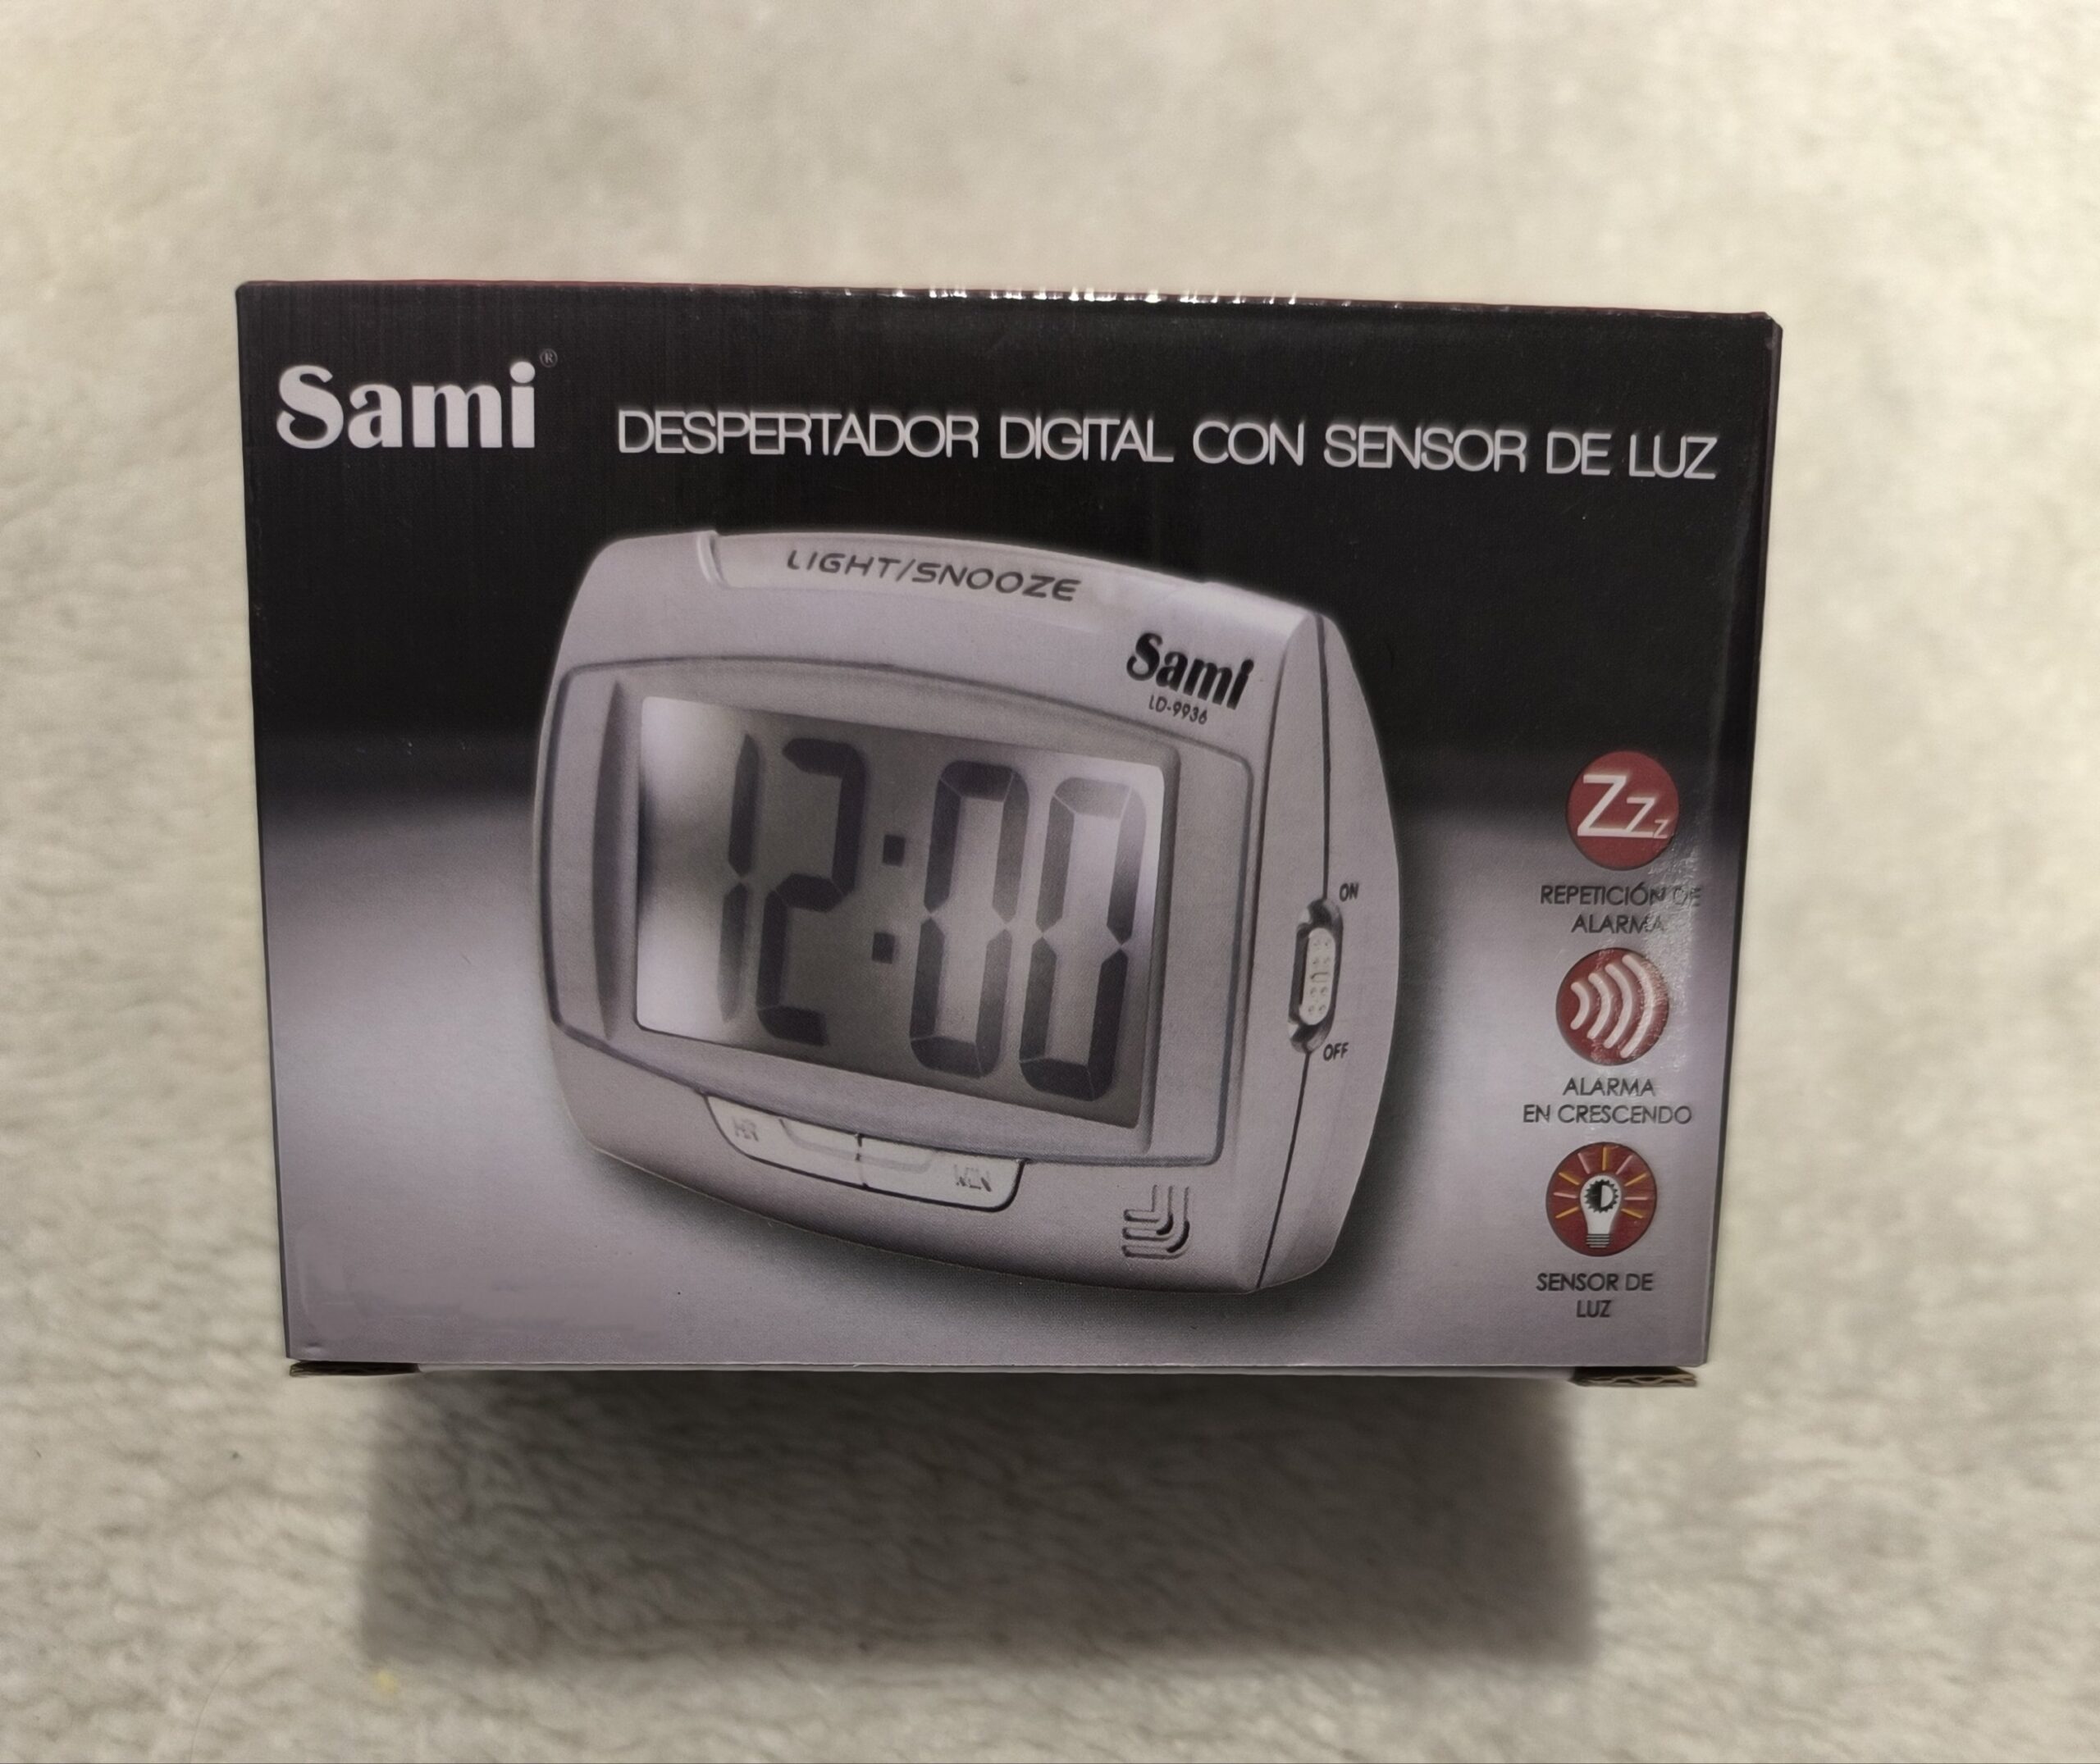 Sami®
DESPERTADOR DIGITAL CON SENSOR DE LUZ
LIGHT/SNOOZE
Sami
LD-9936
12:00
ON
OFF
HR
MIN
Zzz
REPETICIÓN DE
ALARMA
ALARMA
EN CRESCENDO
SENSOR DE
LUZ